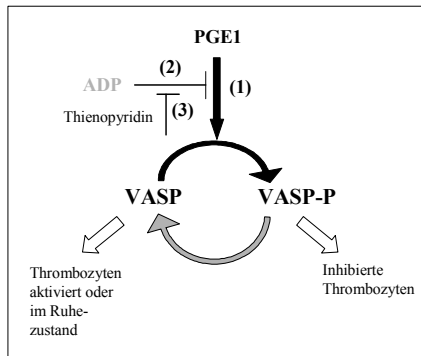 PGE1
(2)
ADP
(1)
(3)
Thienopyridin
VASP
VASP-P
Thrombozyten
aktiviert oder
im Ruhe-
zustand
Inhibierte
Thrombozyten